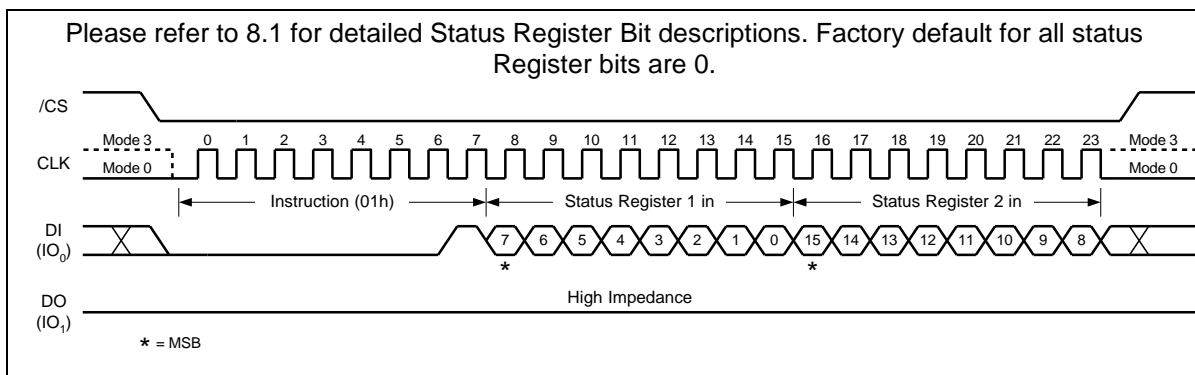 Please refer to 8.1 for detailed Status Register Bit descriptions. Factory default for all status
Register bits are 0.
/CS
Mode 3 0 1 2 3 4 5 6 7 8 9 10 11 12 13 14 15 16 17 18 19 20 21 22 23 Mode 3
CLK
Mode 0 Mode 0
Instruction (01h) Status Register 1 in Status Register 2 in
DI
(IO₀)
7 6 5 4 3 2 1 0 15 14 13 12 11 10 9 8
* *
High Impedance
DO
(IO₁)
* = MSB